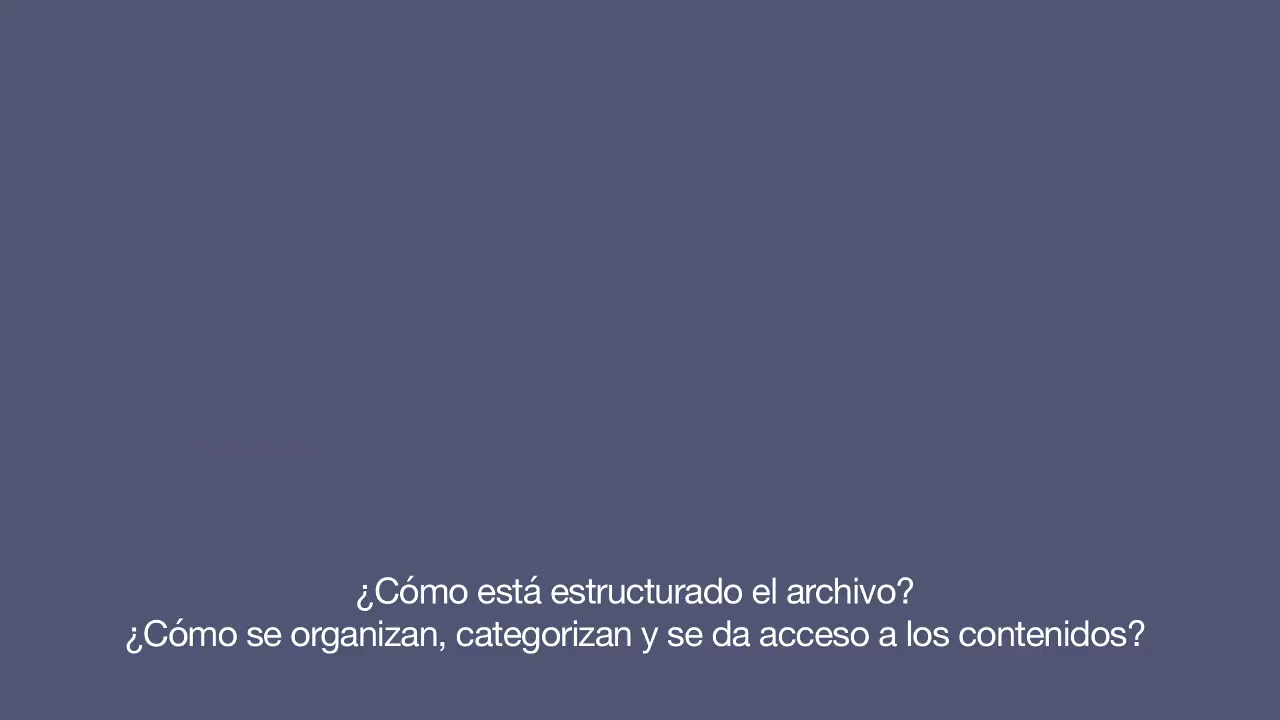 ¿Cómo está estructurado el archivo?
¿Cómo se organizan, categorizan y se da acceso a los contenidos?